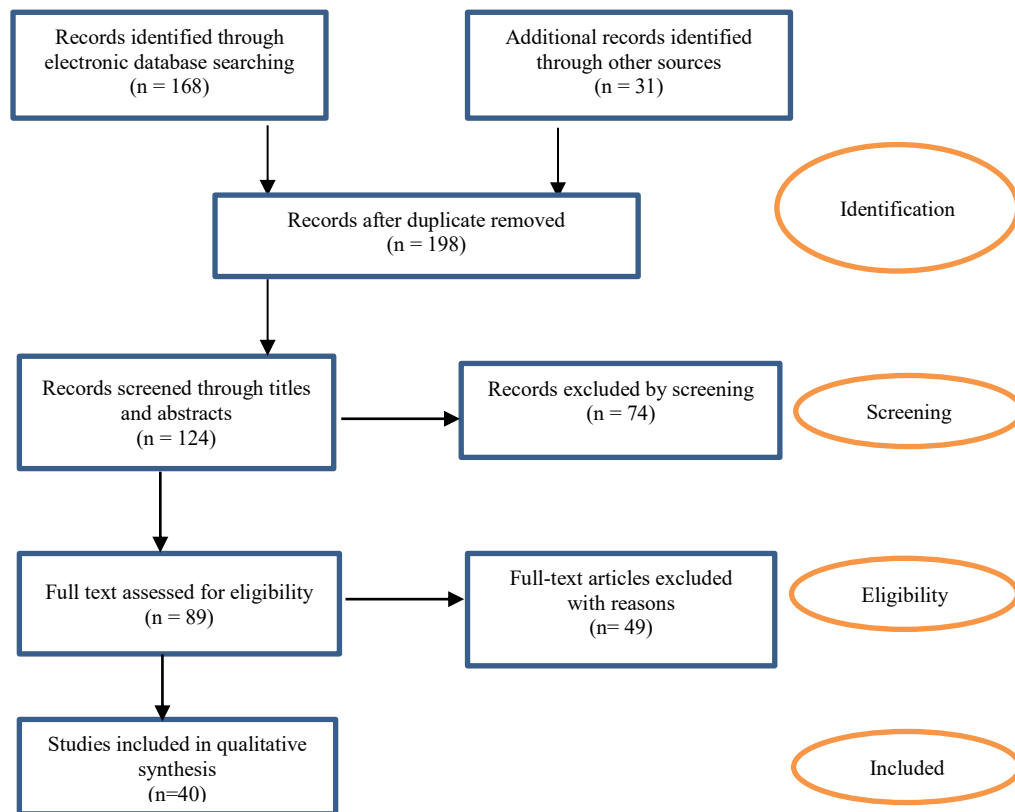 Records identified through
electronic database searching
(n = 168)
Additional records identified
through other sources
(n = 31)
Records after duplicate removed
(n = 198)
Identification
Records screened through titles
and abstracts
(n = 124)
Records excluded by screening
(n = 74)
Screening
Full text assessed for eligibility
(n = 89)
Full-text articles excluded
with reasons
(n= 49)
Eligibility
Studies included in qualitative
synthesis
(n=40)
Included